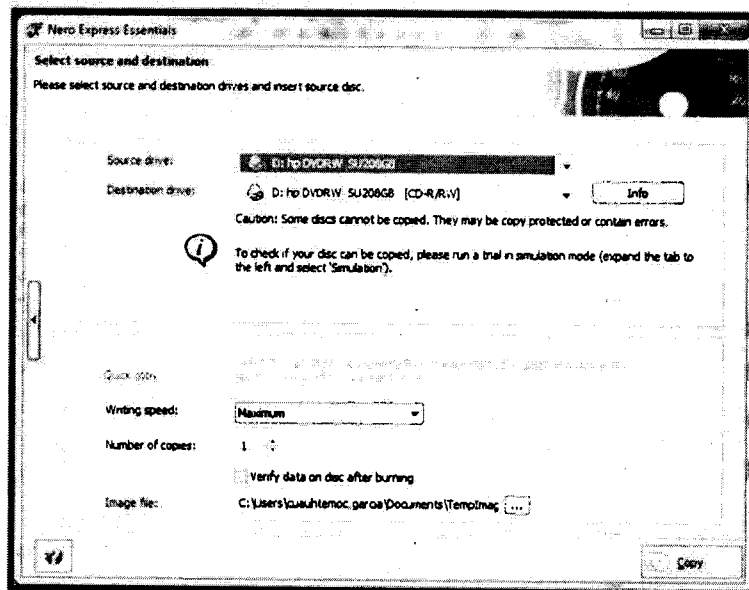 Nero Express Essentials
Select source and destination
Please select source and destination drives and insert source disc.
Source drive: D: hp DVDRW SU208GB
Destination drive: D: hp DVDRW SU208GB [CD-R/RW] Info
Caution: Some discs cannot be copied. They may be copy protected or contain errors.
To check if your disc can be copied, please run a trial in simulation mode (expand the tab to
the left and select 'Simulation').
Quick copy
Writing speed: Maximum
Number of copies: 1
Verify data on disc after burning
Image file: C:\Users\cuauhtemoc.garcia\Documents\TempImag ...
Copy